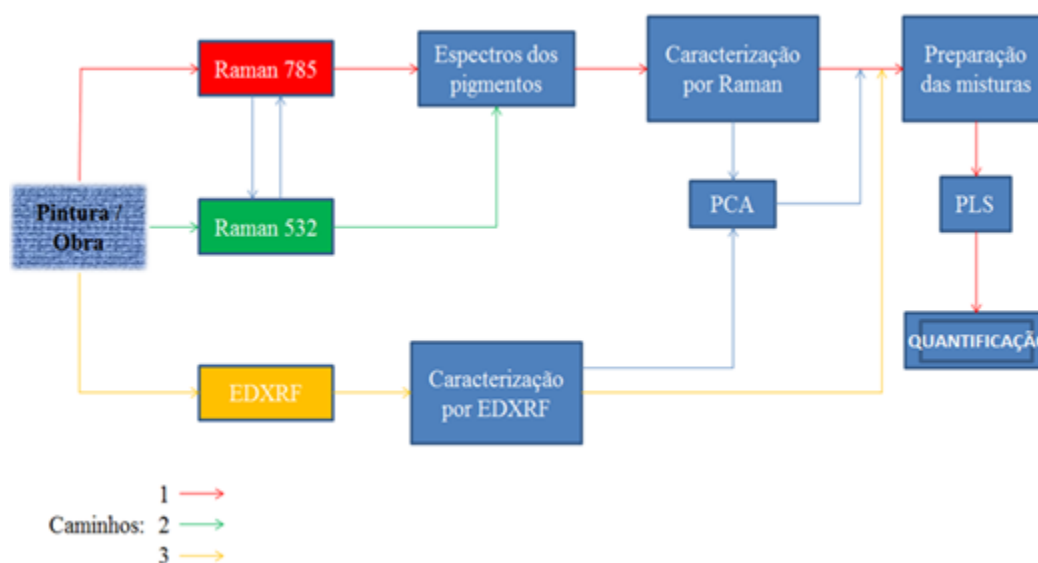 Raman 785
Espectros dos
pigmentos
Caracterização
por Raman
Preparação
das misturas
Pintura /
Obra
Raman 532
PCA
PLS
QUANTIFICAÇÃO
EDXRF
Caracterização
por EDXRF
Caminhos:
1
2
3